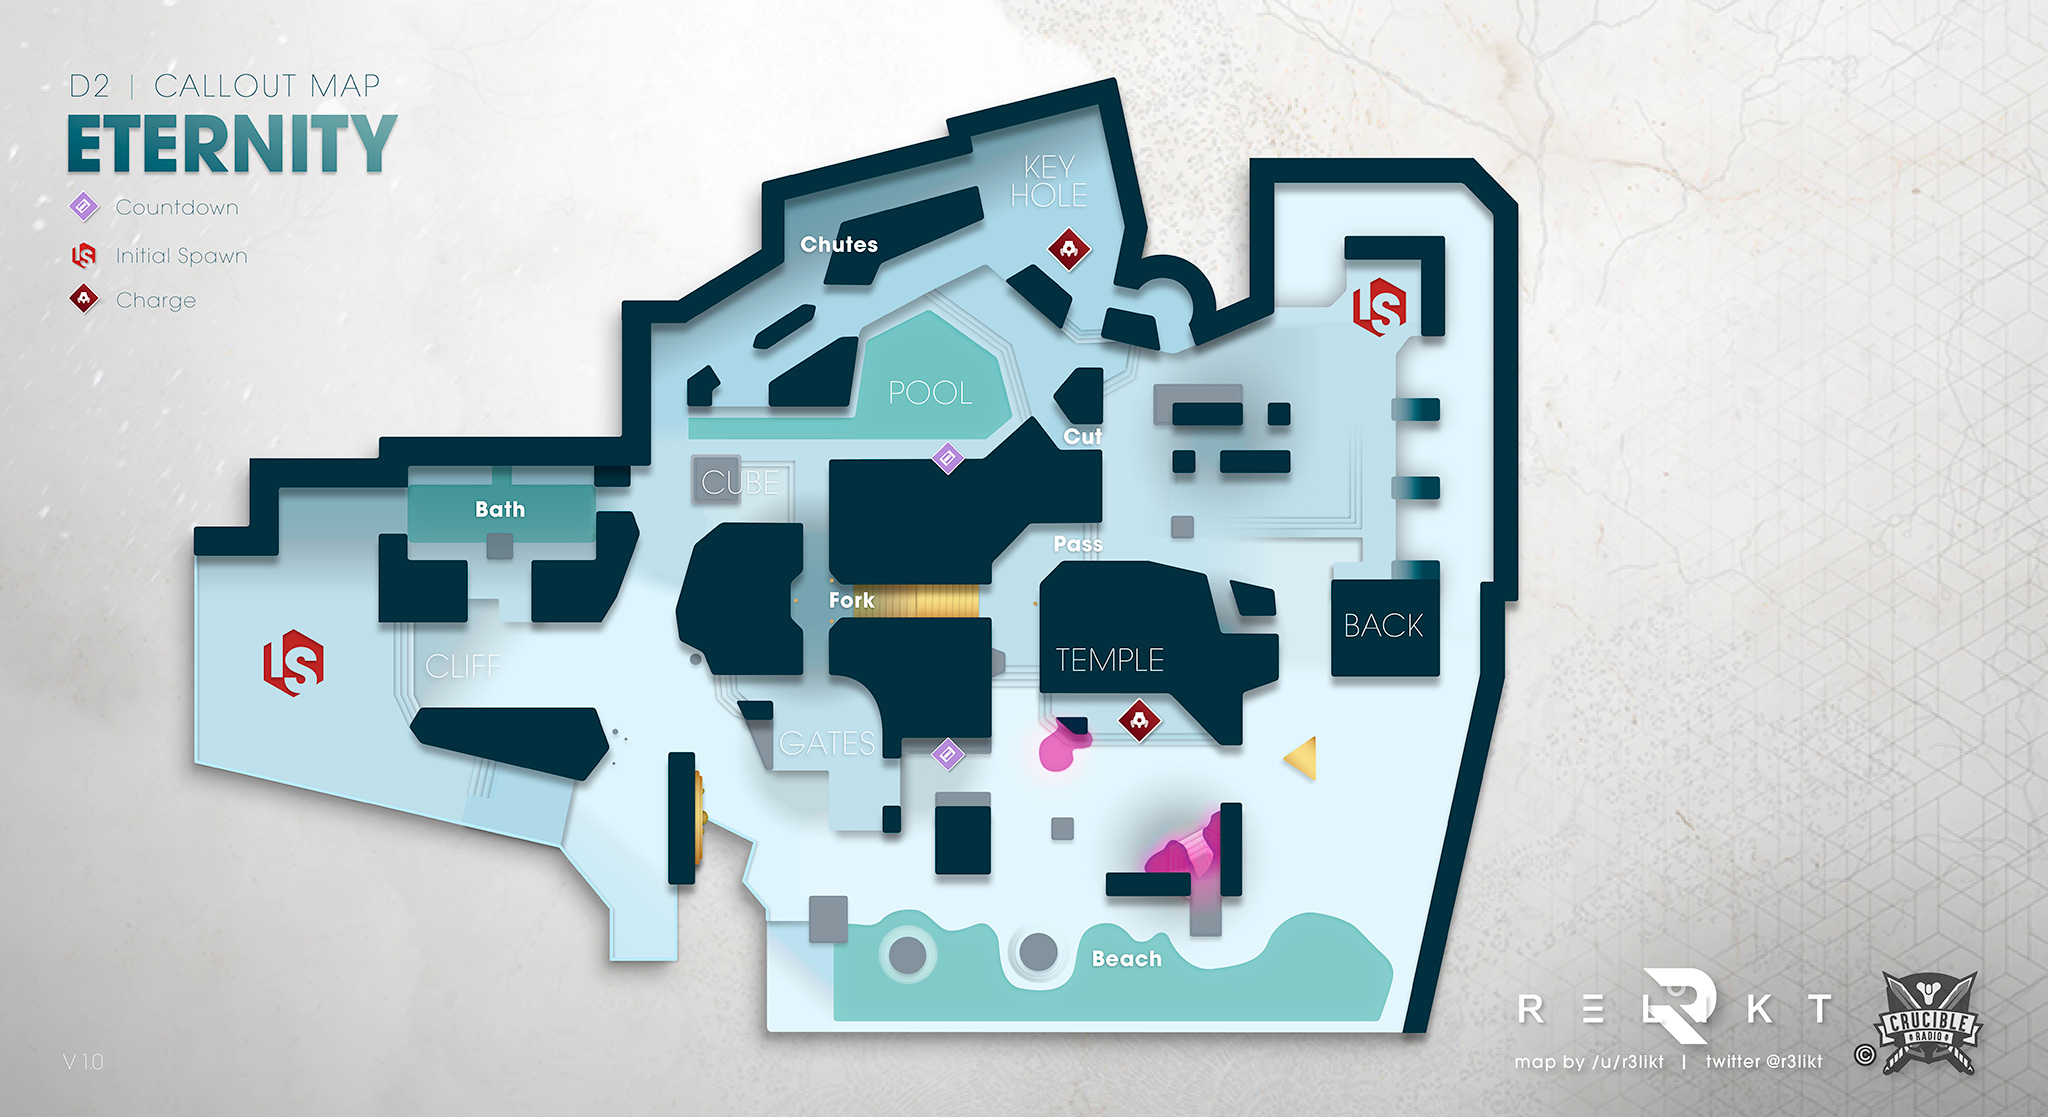 D2 | CALLOUT MAP
ETERNITY
Countdown
Initial Spawn
Charge
KEY
HOLE
Chutes
POOL
Cut
CUBE
Bath
Pass
Fork
BACK
TEMPLE
CLIFF
GATES
Beach
RELIKT
map by /u/r3likt | twitter @r3likt
© CRUCIBLE
RADIO
V 1.0